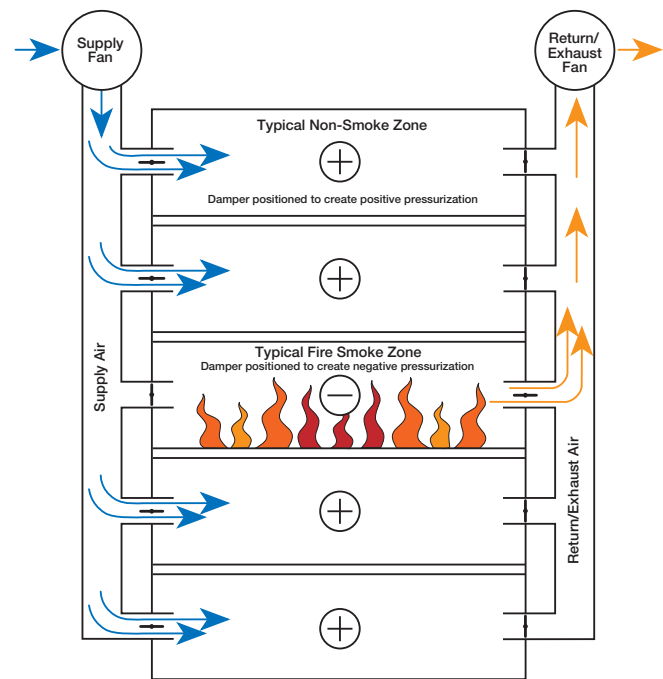 Supply
Fan
Return/
Exhaust
Fan
Typical Non-Smoke Zone
Damper positioned to create positive pressurization
Typical Fire Smoke Zone
Damper positioned to create negative pressurization
Supply Air
Return/Exhaust Air